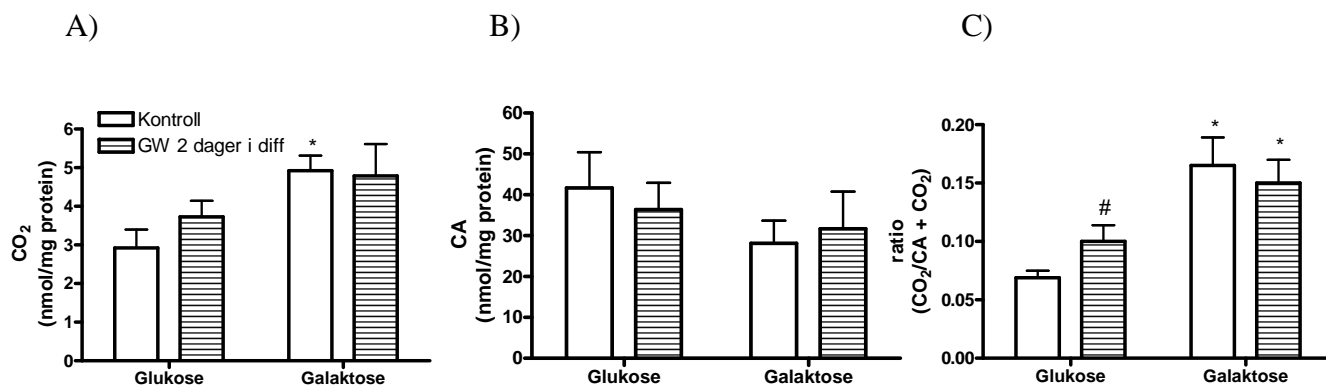 A)
B)
C)
Kontroll
GW 2 dager i diff
CO₂
(nmol/mg protein)
6
5
4
3
2
1
0
*
Glukose
Galaktose
CA
(nmol/mg protein)
60
50
40
30
20
10
0
Glukose
Galaktose
ratio
(CO₂/CA + CO₂)
0.20
0.15
0.10
0.05
0.00
#
*
*
Glukose
Galaktose